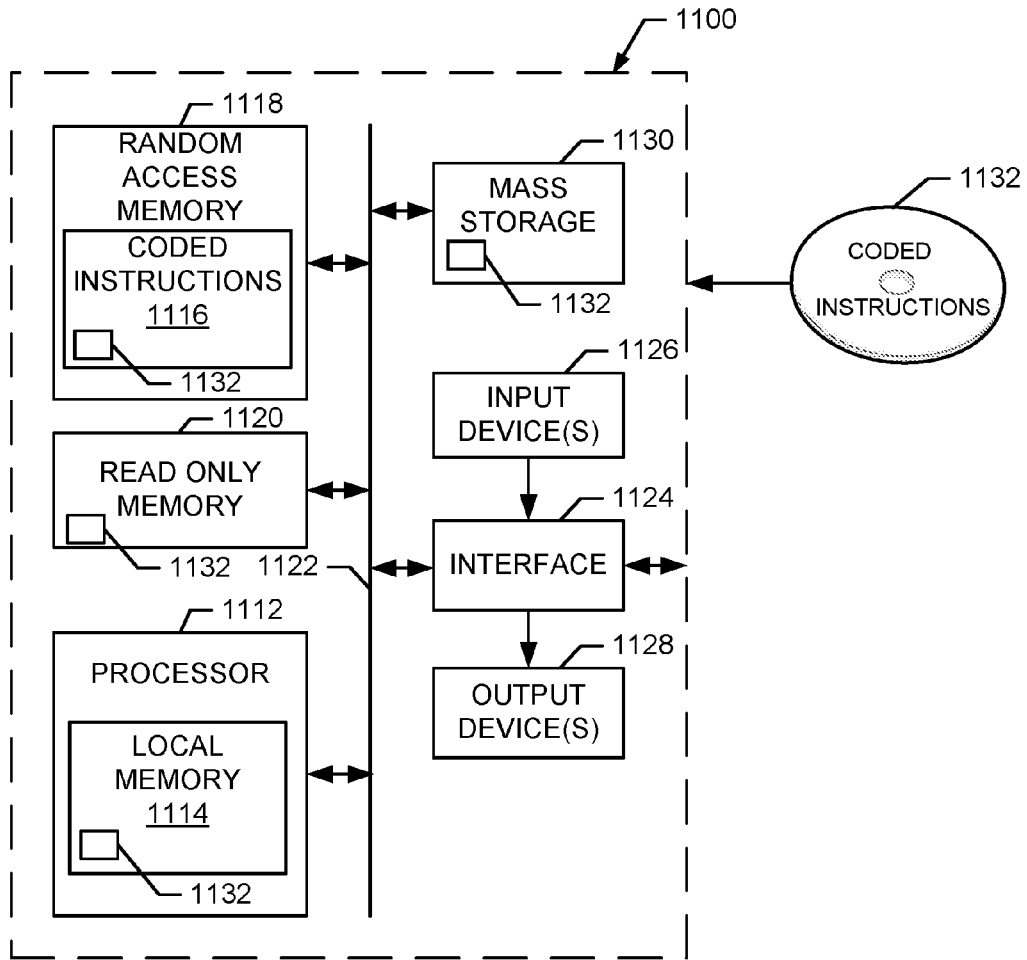 1100
1118
RANDOM
ACCESS
MEMORY
CODED
INSTRUCTIONS
1116
1132
1120
READ ONLY
MEMORY
1132
1122
1112
PROCESSOR
LOCAL
MEMORY
1114
1132
1130
MASS
STORAGE
1132
1126
INPUT
DEVICE(S)
1124
INTERFACE
1128
OUTPUT
DEVICE(S)
1132
CODED
INSTRUCTIONS